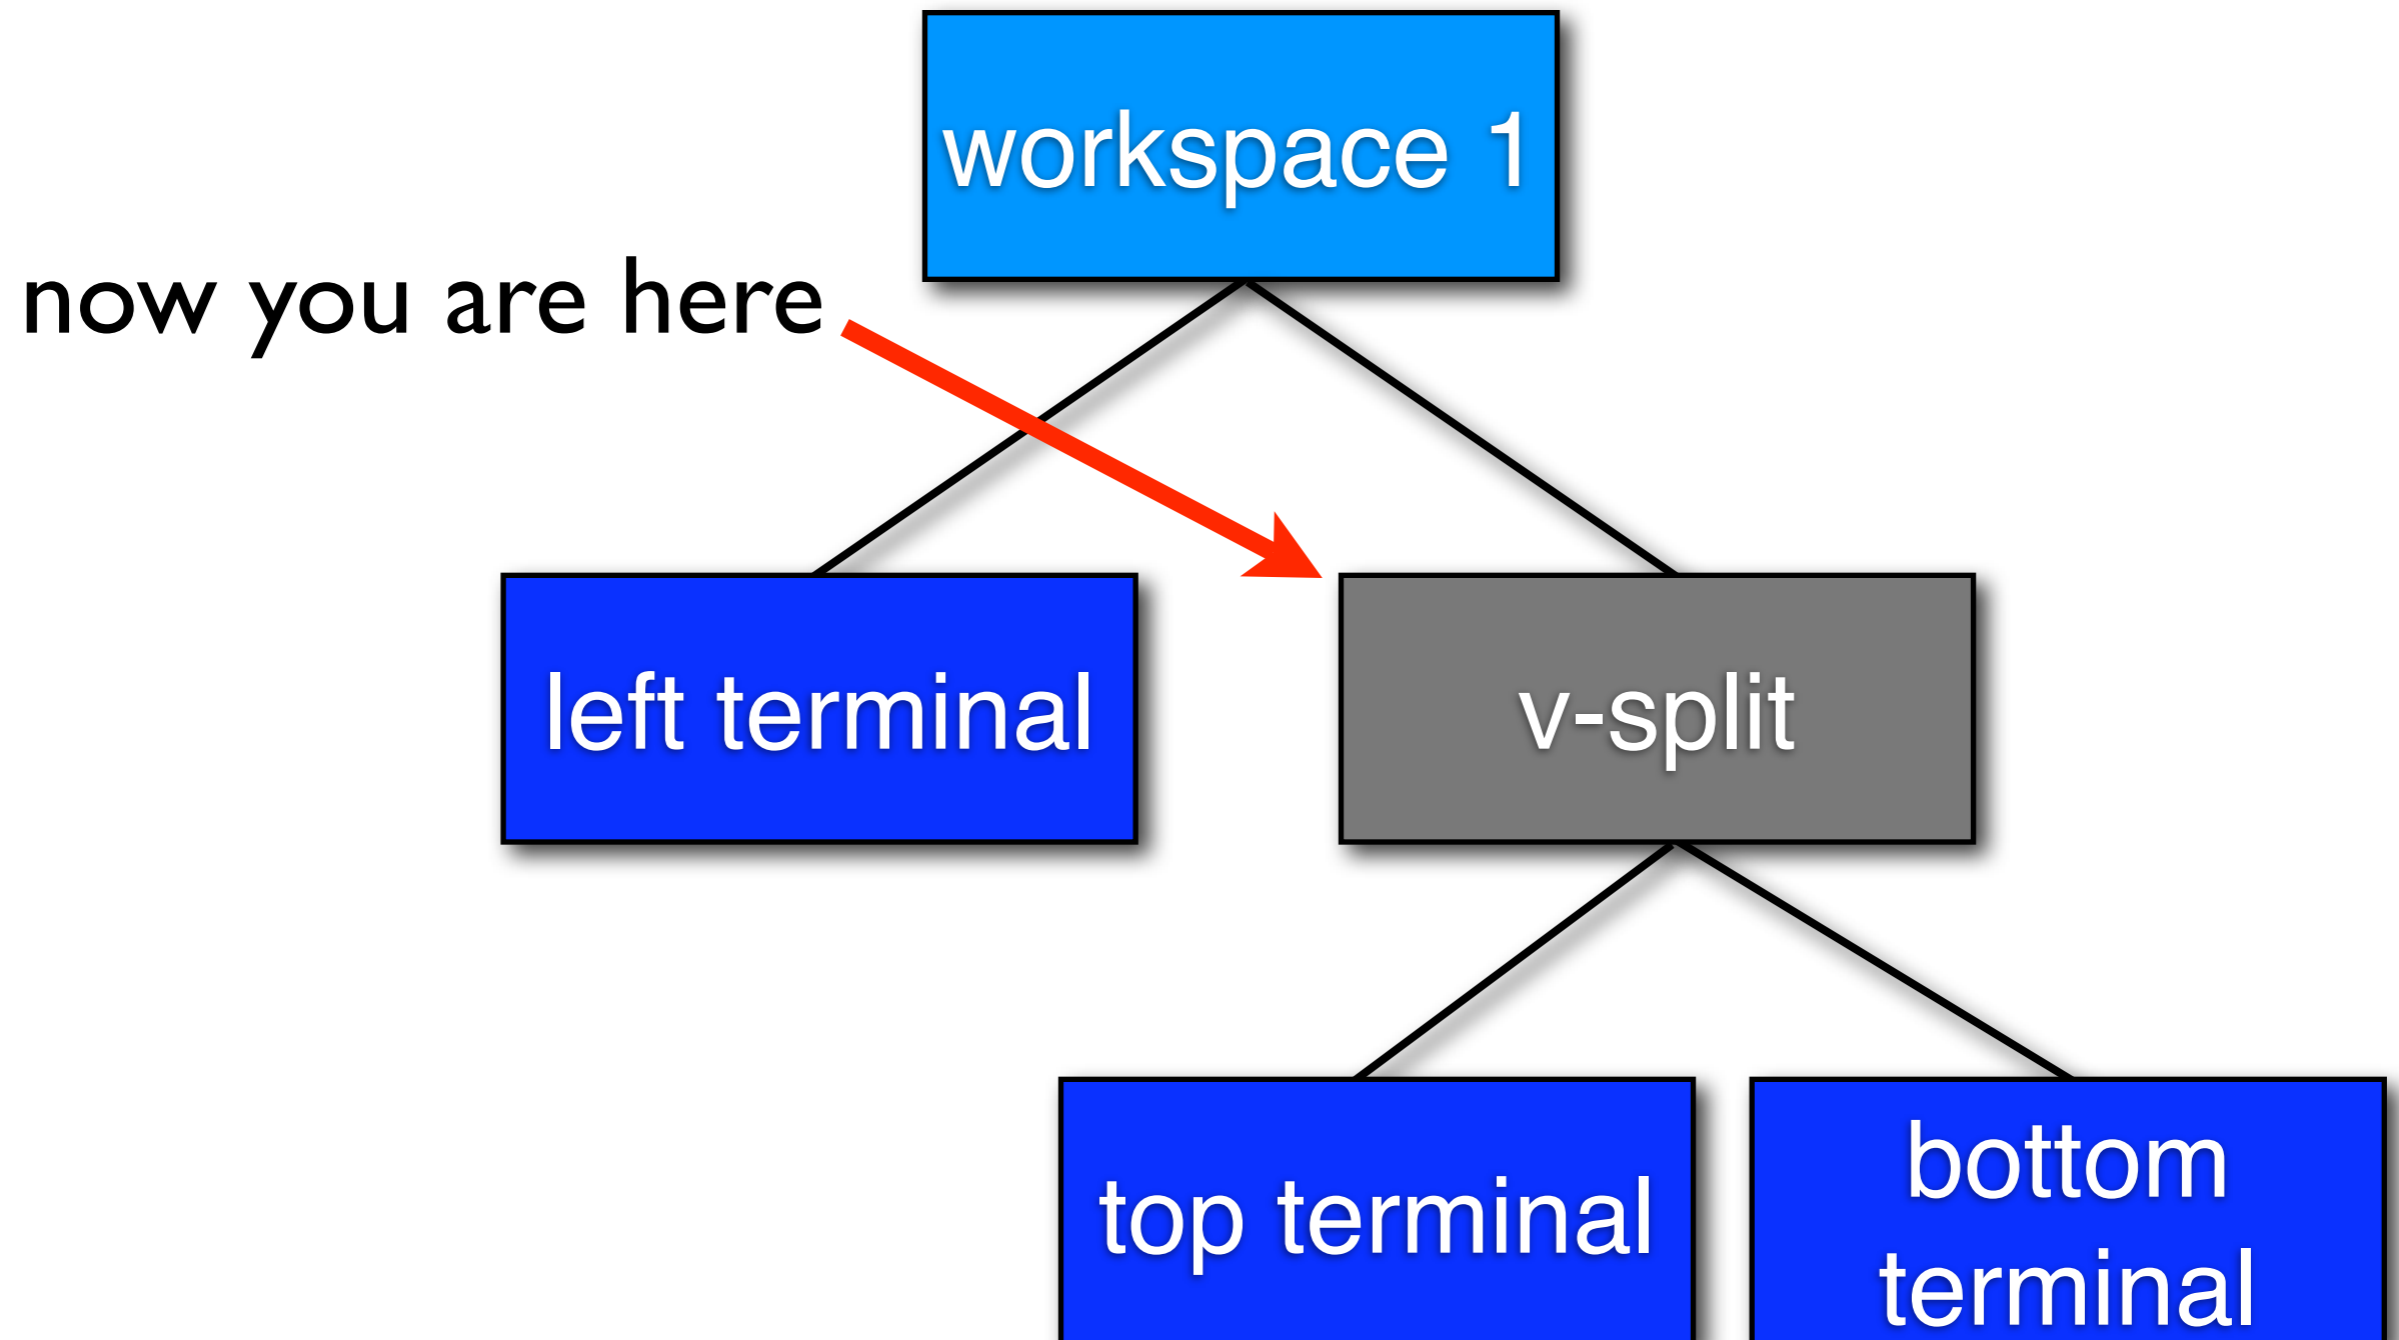 workspace 1
now you are here
left terminal
v-split
top terminal
bottom
terminal